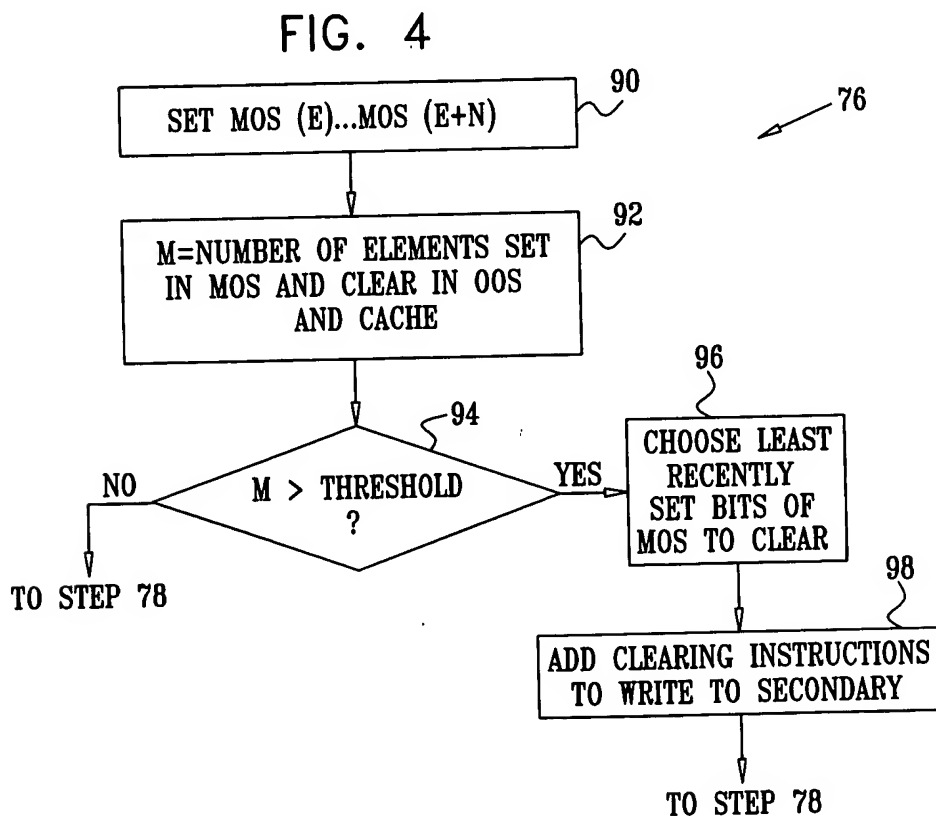 FIG. 4
90
SET MOS (E)...MOS (E+N)
76
92
M=NUMBER OF ELEMENTS SET
IN MOS AND CLEAR IN OOS
AND CACHE
94
M > THRESHOLD
?
NO
YES
TO STEP 78
96
CHOOSE LEAST
RECENTLY
SET BITS OF
MOS TO CLEAR
98
ADD CLEARING INSTRUCTIONS
TO WRITE TO SECONDARY
TO STEP 78